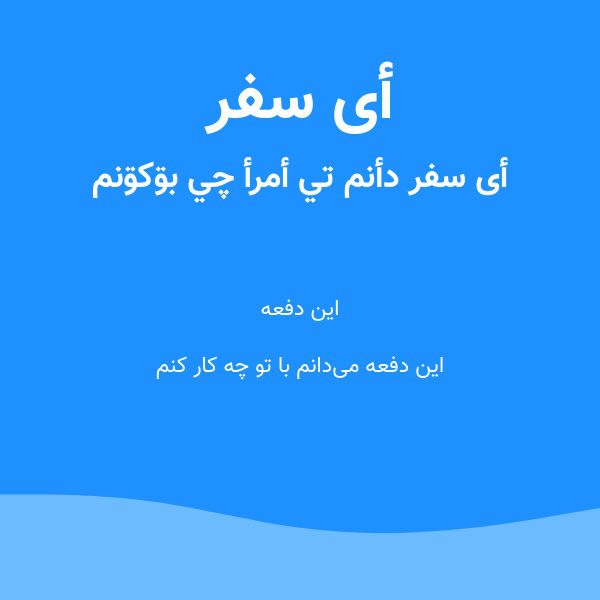 أی سفر
أی سفر دأنم تي أمرأ چي بۊکۊنم
این دفعه
این دفعه می‌دانم با تو چه کار کنم